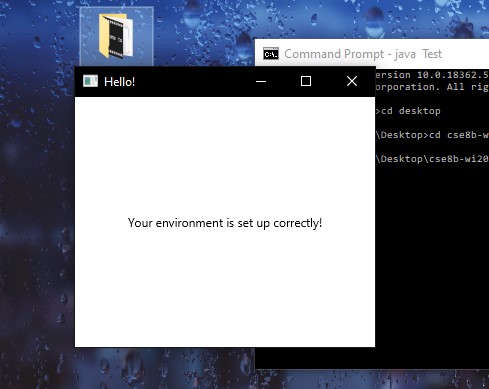 Command Prompt - java Test
Hello!
ersion 10.0.18362.5
orporation. All rig
>cd desktop
\Desktop>cd cse8b-w
\Desktop\cse8b-wi20
Your environment is set up correctly!